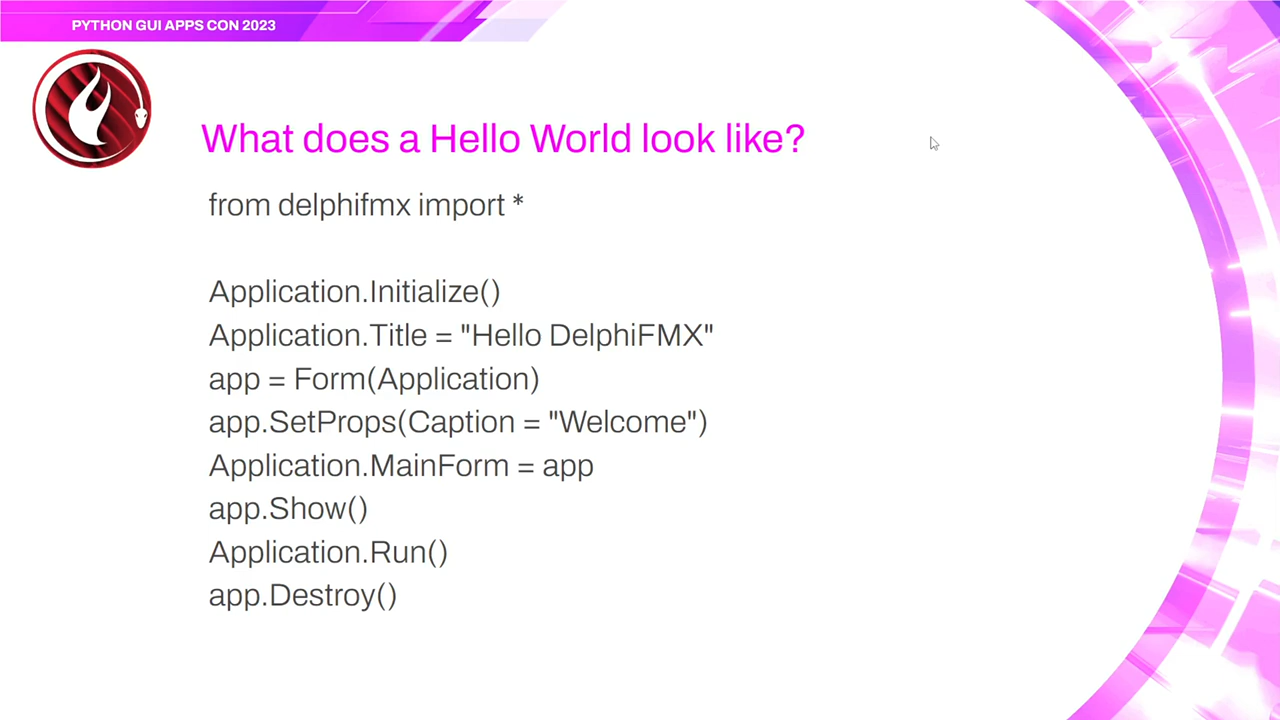 PYTHON GUI APPS CON 2023
What does a Hello World look like?
from delphifmx import *
Application.Initialize()
Application.Title = "Hello DelphiFMX"
app = Form(Application)
app.SetProps(Caption = "Welcome")
Application.MainForm = app
app.Show()
Application.Run()
app.Destroy()